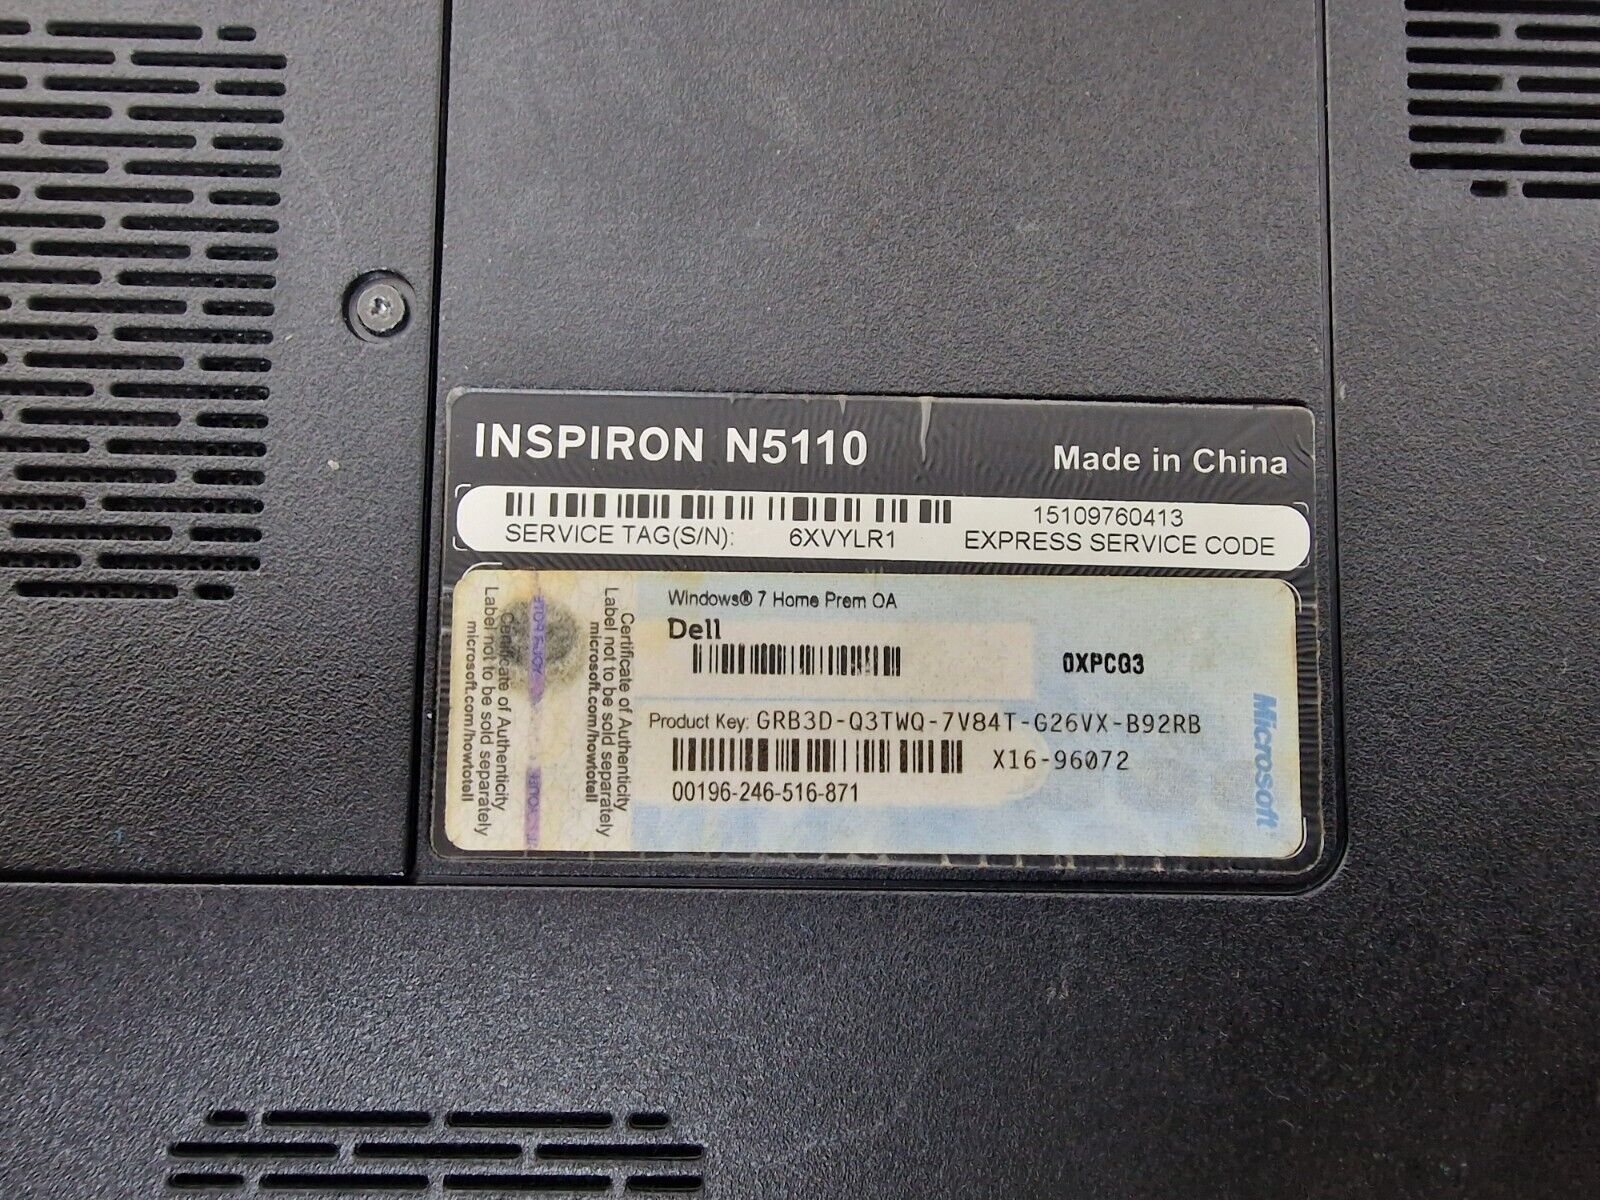 INSPIRON N5110
Made in China
15109760413
SERVICE TAG(S/N): 6XVYLR1 EXPRESS SERVICE CODE
Windows® 7 Home Prem OA
Dell
0XPCG3
Product Key: GRB3D-Q3TWQ-7V84T-G26VX-B92RB
X16-96072
00196-246-516-871
Microsoft
Certificate of Authenticity
Label not to be sold separately
microsoft.com/howtotell
Certificate of Authenticity
Label not to be sold separately
microsoft.com/howtotell